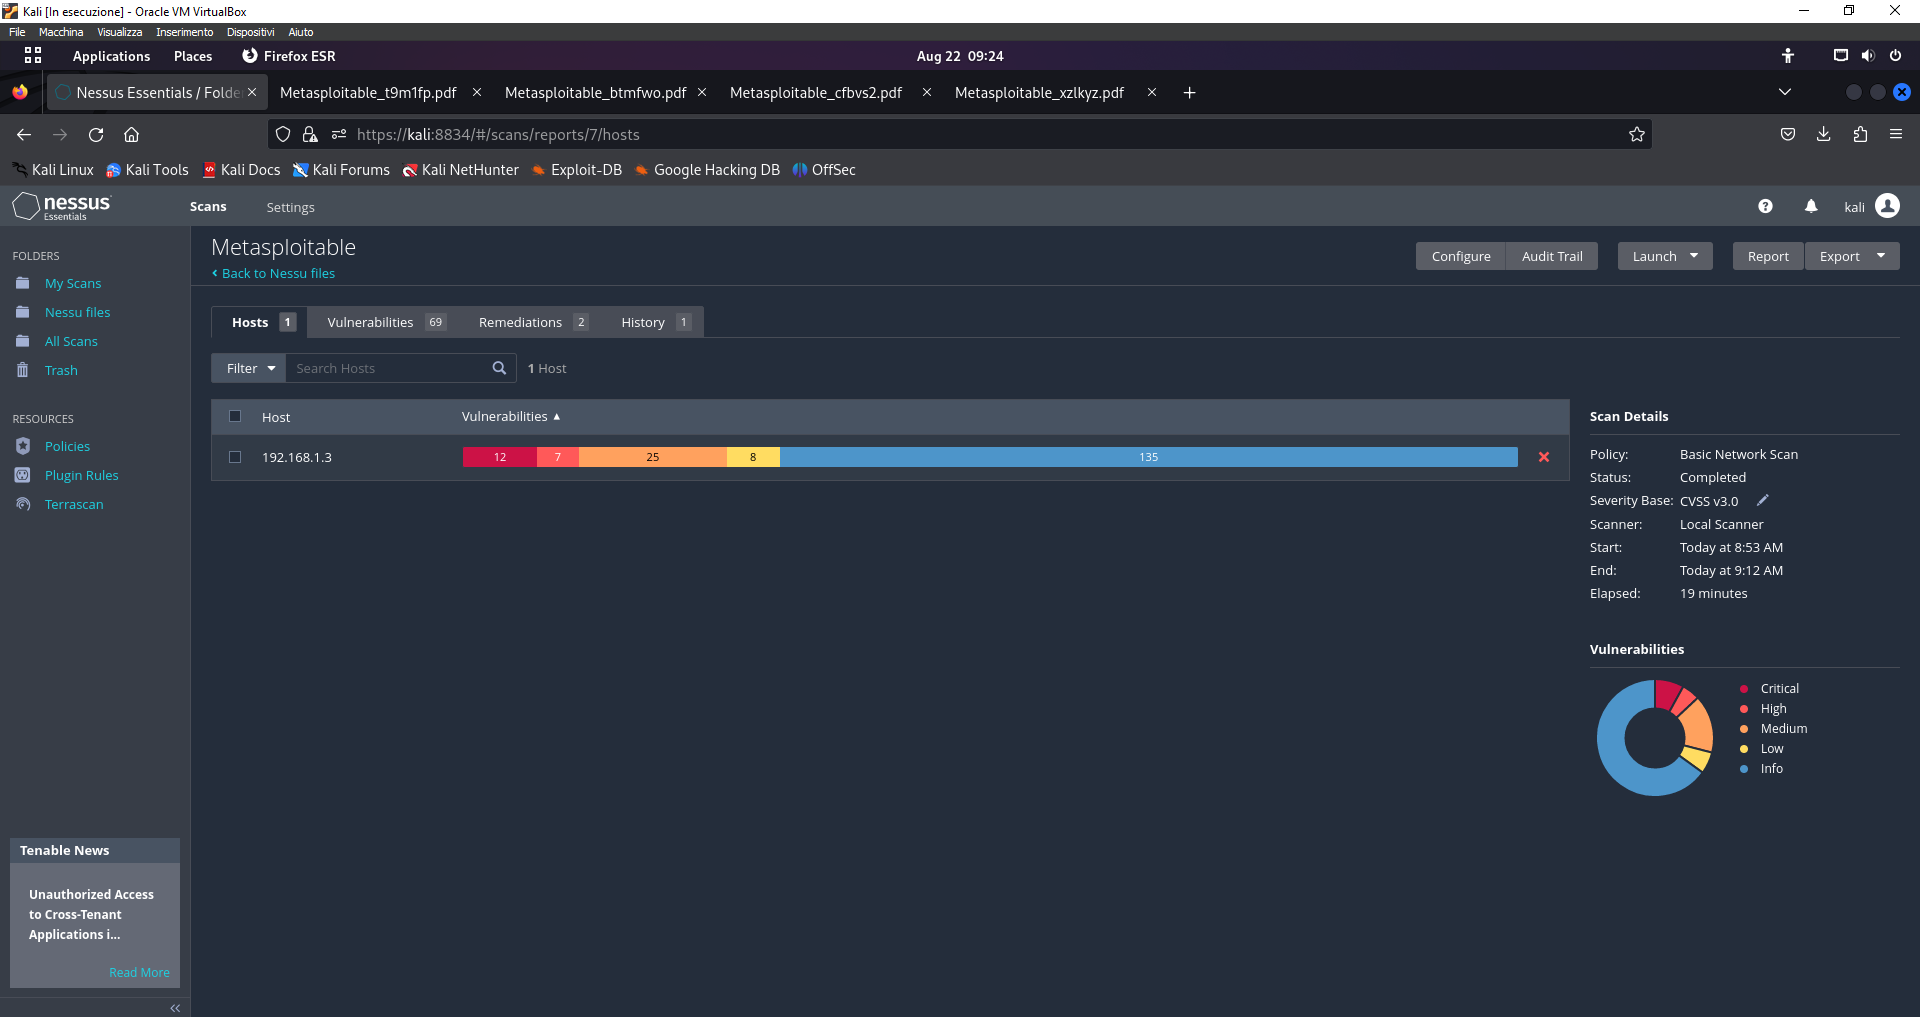 Kali [In esecuzione] - Oracle VM VirtualBox
File Macchina Visualizza Inserimento Dispositivi Aiuto
Applications Places Firefox ESR Aug 22 09:24
Nessus Essentials / Folde Metasploitable_t9m1fp.pdf Metasploitable_btmfwo.pdf Metasploitable_cfbvs2.pdf Metasploitable_xzlkyz.pdf
https://kali:8834/#/scans/reports/7/hosts
Kali Linux Kali Tools Kali Docs Kali Forums Kali NetHunter Exploit-DB Google Hacking DB OffSec
nessus Essentials
Scans Settings
kali
FOLDERS
My Scans
Nessu files
All Scans
Trash
RESOURCES
Policies
Plugin Rules
Terrascan
Tenable News
Unauthorized Access
to Cross-Tenant
Applications i...
Read More
Metasploitable
Back to Nessu files
Configure Audit Trail Launch Report Export
Hosts 1 Vulnerabilities 69 Remediations 2 History 1
Filter Search Hosts 1 Host
Host Vulnerabilities
192.168.1.3 12 7 25 8 135
Scan Details
Policy: Basic Network Scan
Status: Completed
Severity Base: CVSS v3.0
Scanner: Local Scanner
Start: Today at 8:53 AM
End: Today at 9:12 AM
Elapsed: 19 minutes
Vulnerabilities
Critical
High
Medium
Low
Info